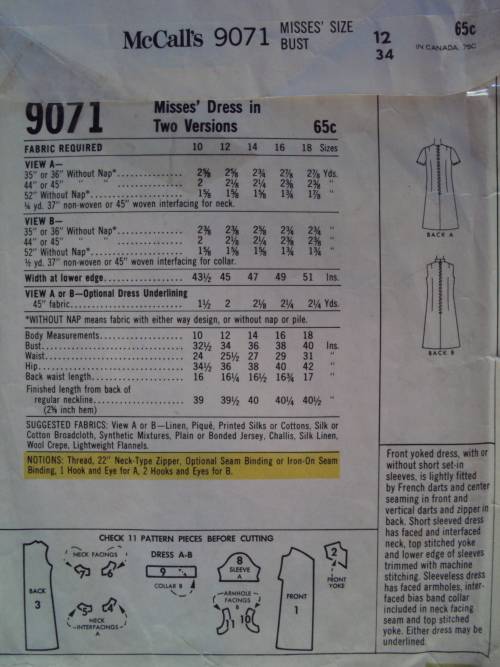 McCall's 9071 MISSES' SIZE 12 65c
BUST 34 IN CANADA, 75C
9071 Misses' Dress in
Two Versions 65c
FABRIC REQUIRED 10 12 14 16 18 Sizes
VIEW A—
35" or 36" Without Nap* 2⅝ 2⅝ 2¾ 2⅞ 2⅞ Yds.
44" or 45" " " 2 2⅛ 2¼ 2⅜ 2⅜ "
52" Without Nap* 1⅝ 1⅝ 1⅝ 1¾ 1⅞ "
yd. 37" non-woven or 45" woven interfacing for neck.
VIEW B—
35" or 36" Without Nap* 2⅜ 2⅜ 2⅝ 2¾ 2¾ "
44" or 45" " " 2 2⅛ 2¼ 2⅜ 2⅜ "
52" Without Nap* 1⅝ 1⅝ 1⅝ 1¾ 1¾ "
½ yd. 37" non-woven or 45" woven interfacing for collar.
Width at lower edge 43½ 45 47 49 51 Ins.
VIEW A or B—Optional Dress Underlining
45" fabric 1½ 2 2⅛ 2¼ 2¼ Yds.
*WITHOUT NAP means fabric with either way design, or without nap or pile.
Body Measurements 10 12 14 16 18
Bust 32½ 34 36 38 40 Ins.
Waist 24 25½ 27 29 31 "
Hip 34½ 36 38 40 42 "
Back waist length 16 16¼ 16½ 16¾ 17 "
Finished length from back of
regular neckline 39 39½ 40 40¼ 40½ "
(2¾ inch hem)
SUGGESTED FABRICS: View A or B—Linen, Piqué, Printed Silks or Cottons, Silk or
Cotton Broadcloth, Synthetic Mixtures, Plain or Bonded Jersey, Challis, Silk Linen,
Wool Crepe, Lightweight Flannels.
NOTIONS: Thread, 22" Neck-Type Zipper, Optional Seam Binding or Iron-On Seam
Binding, 1 Hook and Eye for A, 2 Hooks and Eyes for B.
BACK A
BACK B
Front yoked dress, with or
without short set-in
sleeves, is lightly fitted
by French darts and center
seaming in front and
vertical darts and zipper in
back. Short sleeved dress
has faced and interfaced
neck, top stitched yoke
and lower edge of sleeves
trimmed with machine
stitching. Sleeveless dress
has faced armholes, inter-
faced bias band collar
included in neck facing
seam and top stitched
yoke. Either dress may be
underlined.
CHECK 11 PATTERN PIECES BEFORE CUTTING
BACK
3
NECK FACINGS
7 6
NECK
INTERFACINGS A
DRESS A-B
9
COLLAR B
8
SLEEVE
A
ARMHOLE
FACINGS
B
11 10
FRONT
1
2
FRONT
YOKE